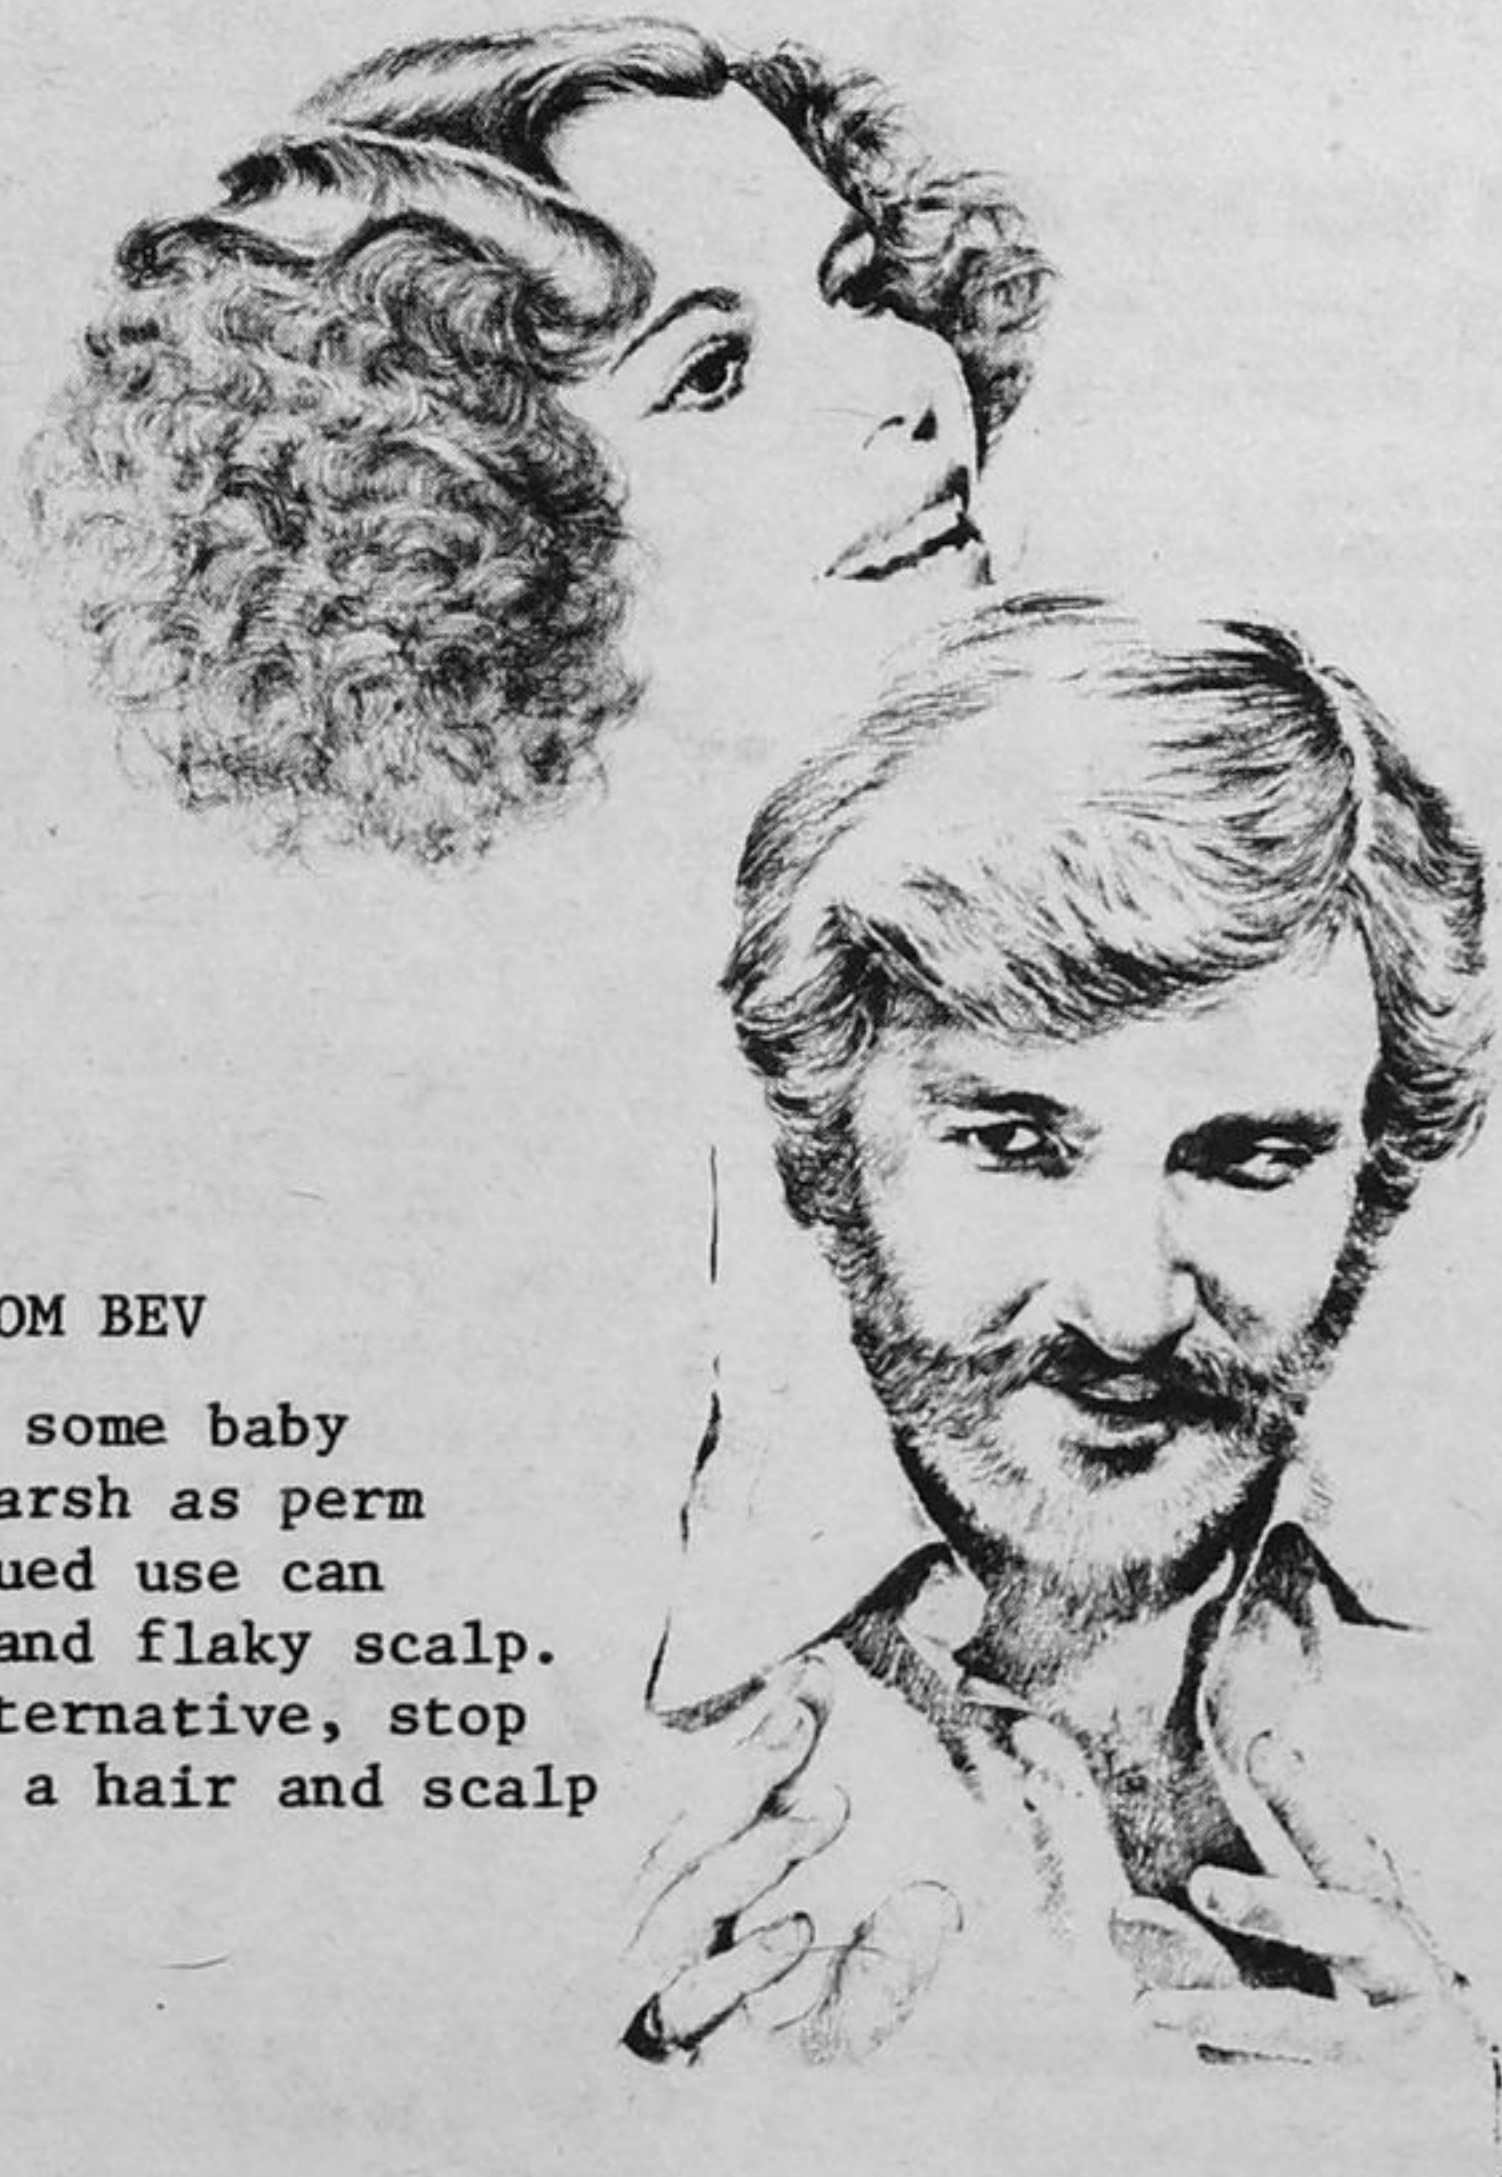 OM BEV
some baby
arsh as perm
ued use can
and flaky scalp.
ternative, stop
a hair and scalp